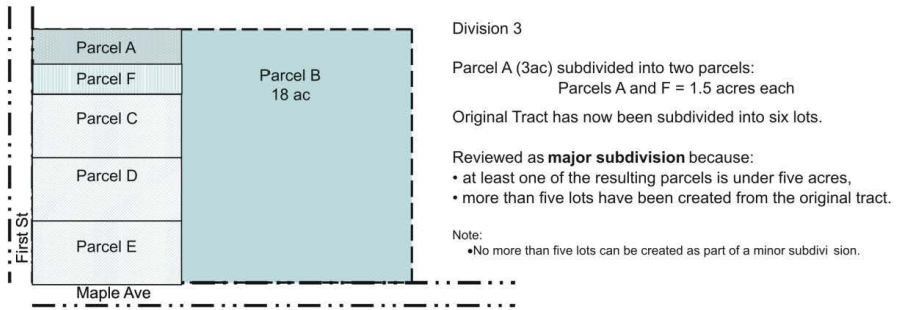 Parcel A
Parcel F
Parcel B
18 ac
Parcel C
Parcel D
Parcel E
First St
Maple Ave
Division 3
Parcel A (3ac) subdivided into two parcels:
Parcels A and F = 1.5 acres each
Original Tract has now been subdivided into six lots.
Reviewed as major subdivision because:
• at least one of the resulting parcels is under five acres,
• more than five lots have been created from the original tract.
Note:
•No more than five lots can be created as part of a minor subdivi sion.